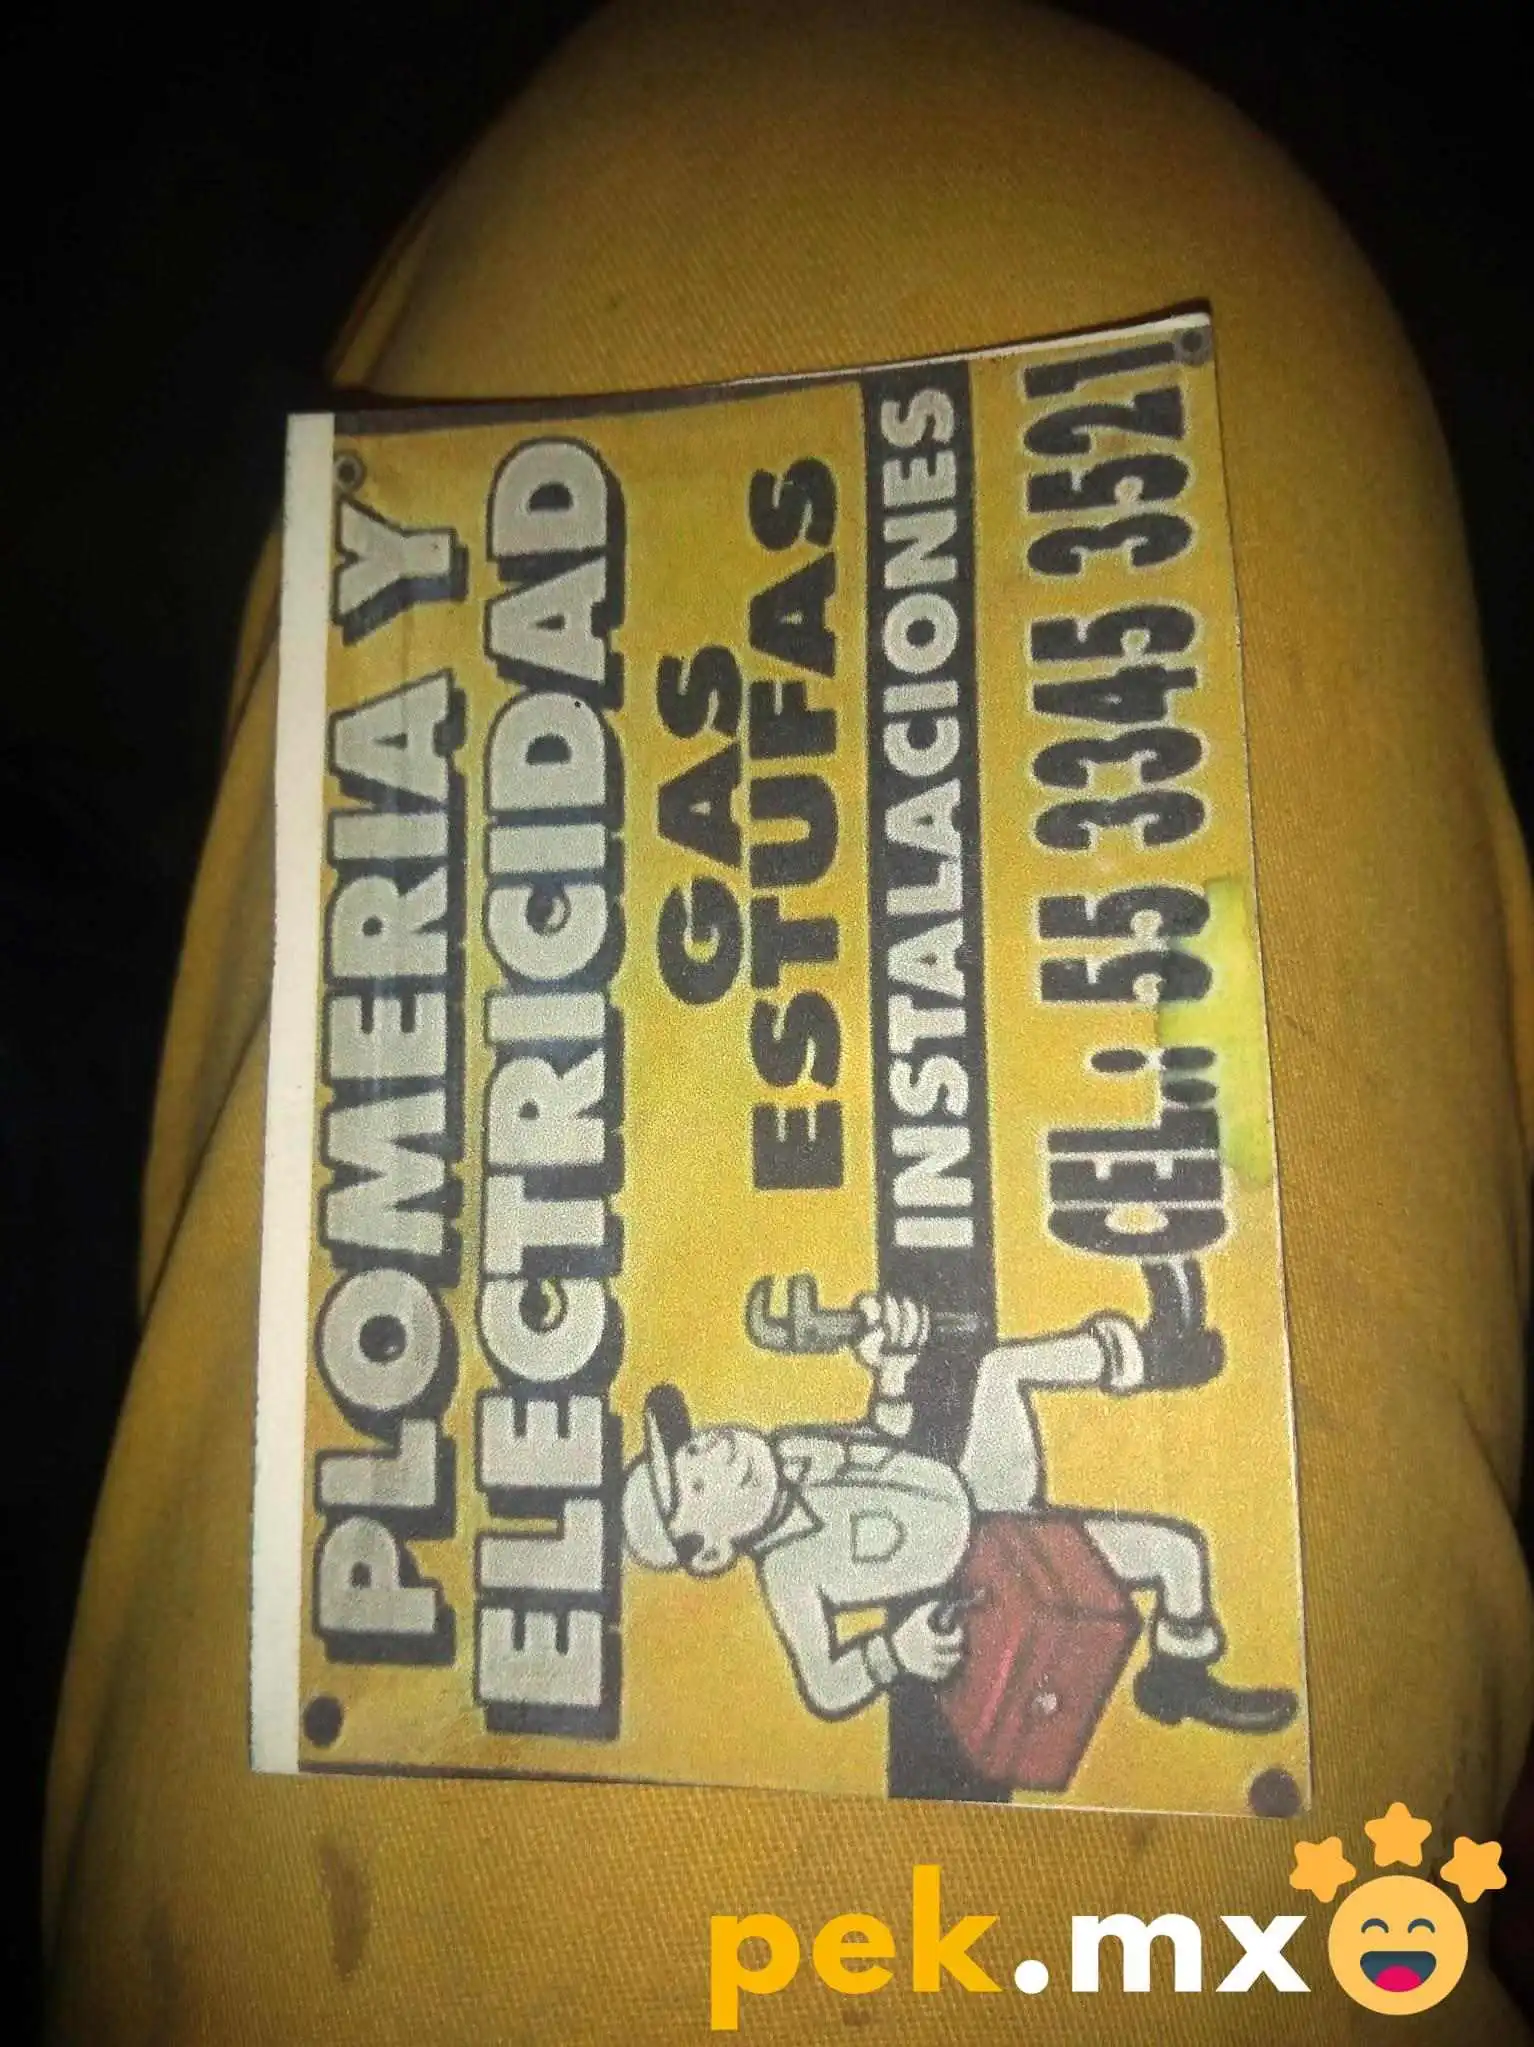 PLOMERIA Y
ELECTRICIDAD
GAS
ESTUFAS
INSTALACIONES
CEL.: 55 3345 3521
pek.mx